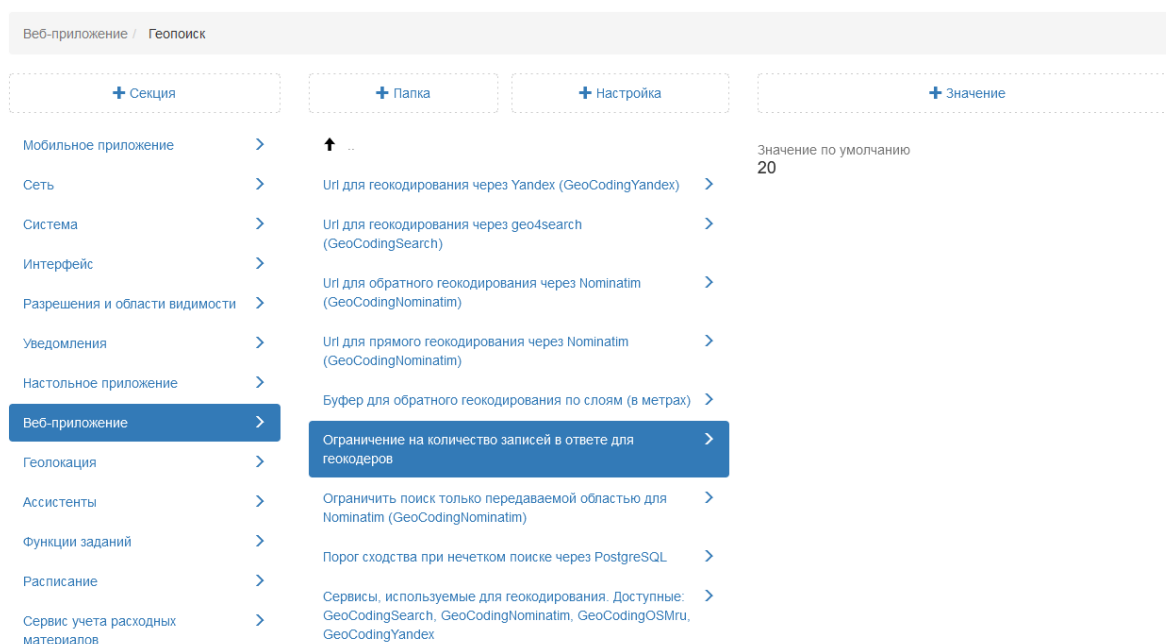 Веб-приложение / Геопоиск
+ Секция
+ Папка
+ Настройка
+ Значение
Мобильное приложение
Сеть
Система
Интерфейс
Разрешения и области видимости
Уведомления
Настольное приложение
Веб-приложение
Геолокация
Ассистенты
Функции заданий
Расписание
Сервис учета расходных
материалов
..
Url для геокодирования через Yandex (GeoCodingYandex)
Url для геокодирования через geo4search
(GeoCodingSearch)
Url для обратного геокодирования через Nominatim
(GeoCodingNominatim)
Url для прямого геокодирования через Nominatim
(GeoCodingNominatim)
Буфер для обратного геокодирования по слоям (в метрах)
Ограничение на количество записей в ответе для
геокодеров
Ограничить поиск только передаваемой областью для
Nominatim (GeoCodingNominatim)
Порог сходства при нечетком поиске через PostgreSQL
Сервисы, используемые для геокодирования. Доступные:
GeoCodingSearch, GeoCodingNominatim, GeoCodingOSMru,
GeoCodingYandex
Значение по умолчанию
20